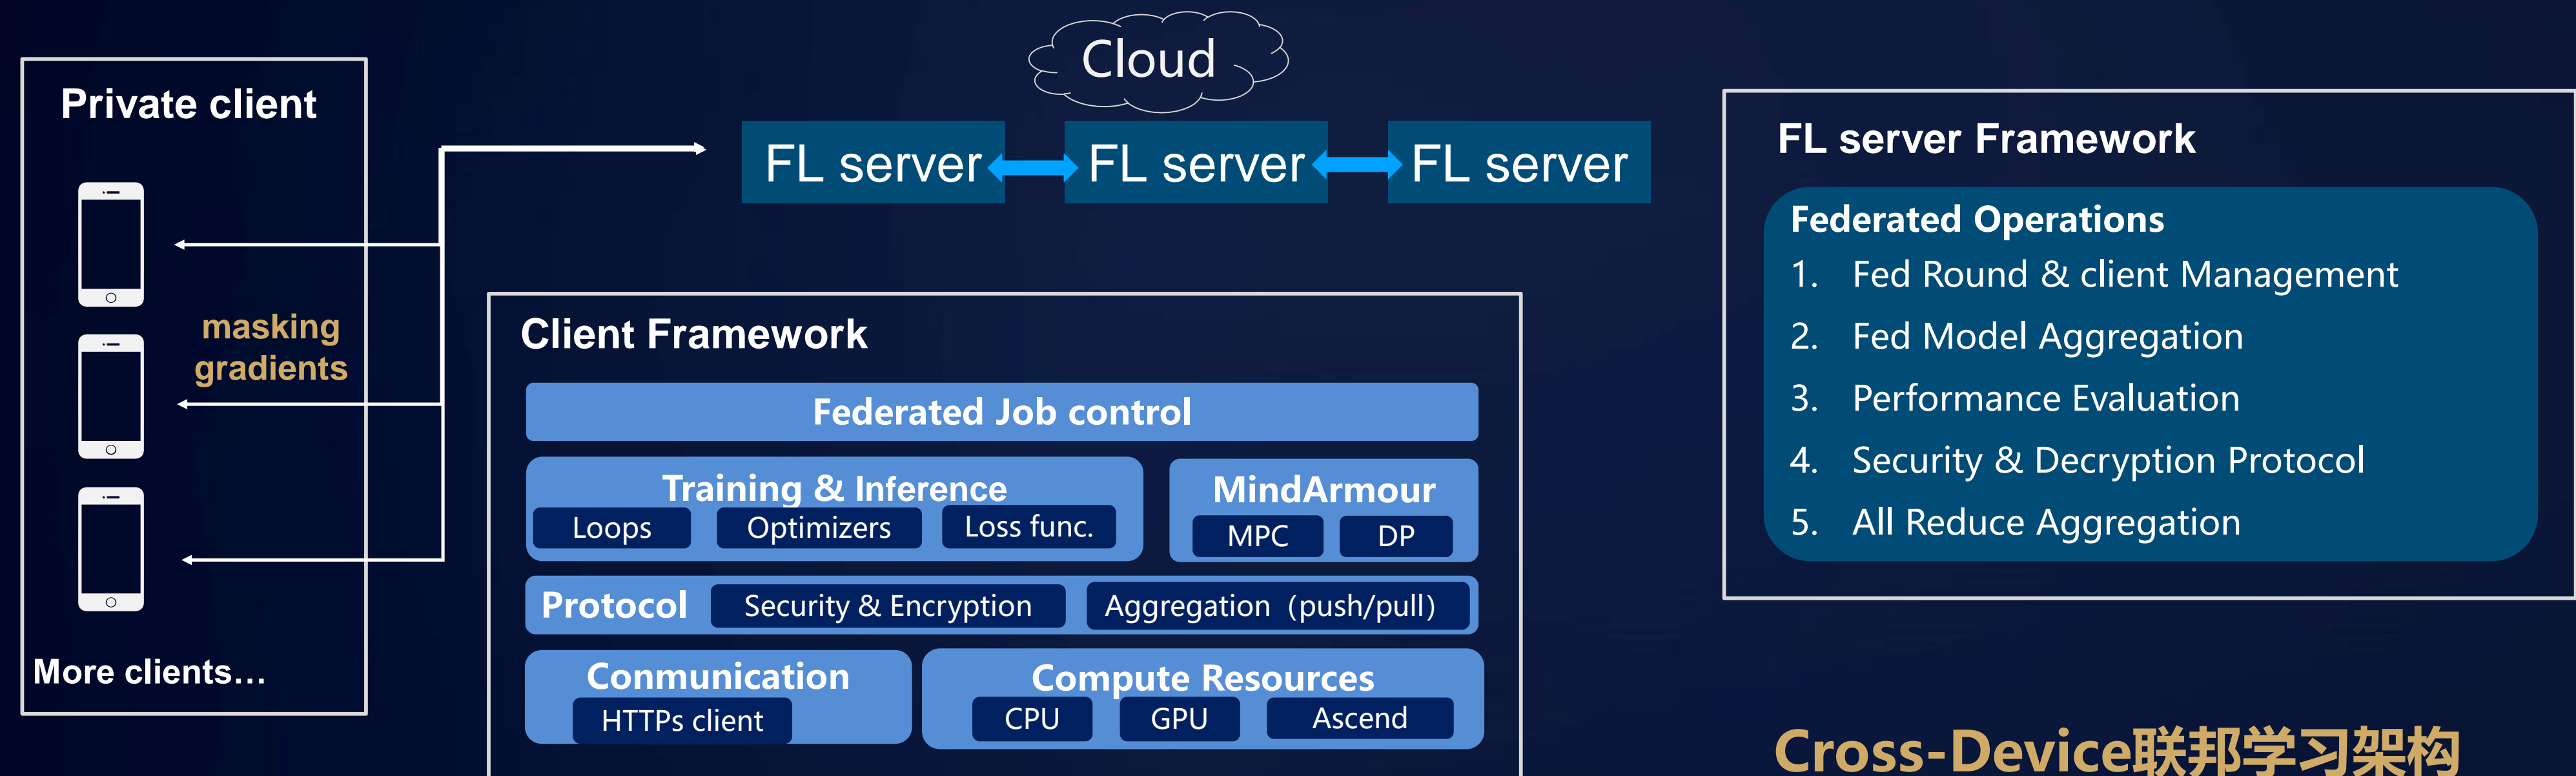 Private client
masking
gradients
More clients…
Cloud
FL server
FL server
FL server
Client Framework
Federated Job control
Training & Inference
Loops
Optimizers
Loss func.
MindArmour
MPC
DP
Protocol
Security & Encryption
Aggregation（push/pull）
Conmunication
HTTPs client
Compute Resources
CPU
GPU
Ascend
FL server Framework
Federated Operations
1. Fed Round & client Management
2. Fed Model Aggregation
3. Performance Evaluation
4. Security & Decryption Protocol
5. All Reduce Aggregation
Cross-Device联邦学习架构